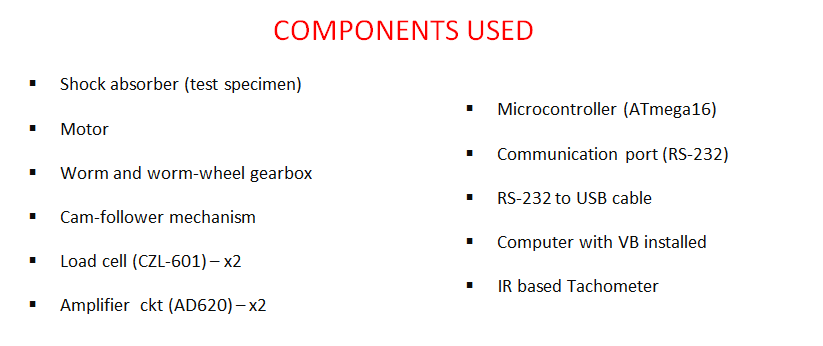 COMPONENTS USED
▪ Shock absorber (test specimen)
▪ Motor
▪ Worm and worm-wheel gearbox
▪ Cam-follower mechanism
▪ Load cell (CZL-601) – x2
▪ Amplifier ckt (AD620) – x2
▪ Microcontroller (ATmega16)
▪ Communication port (RS-232)
▪ RS-232 to USB cable
▪ Computer with VB installed
▪ IR based Tachometer